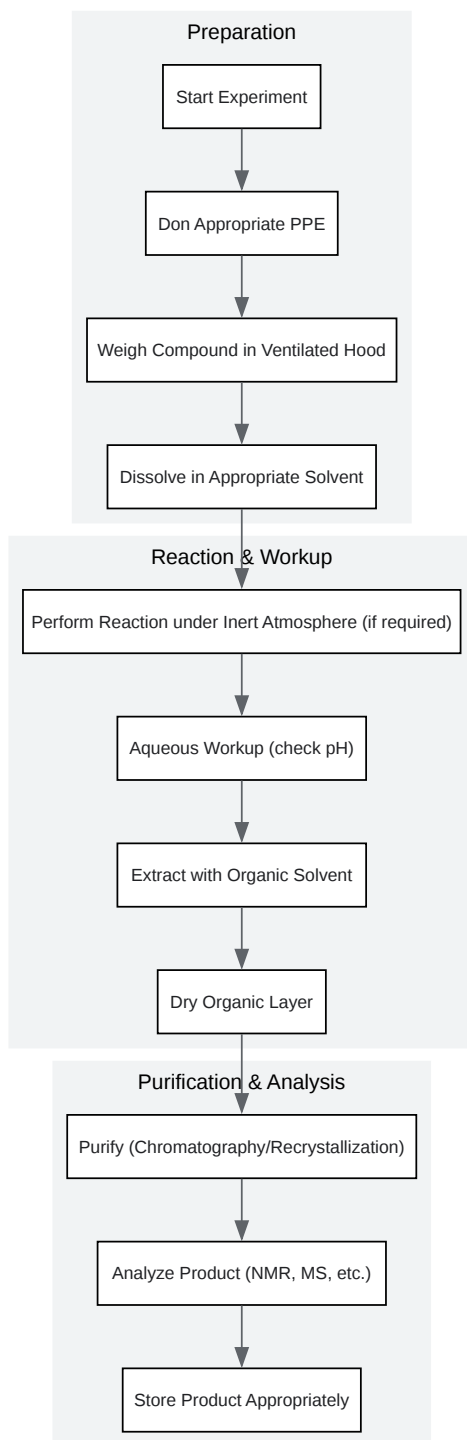 Preparation
Start Experiment
Don Appropriate PPE
Weigh Compound in Ventilated Hood
Dissolve in Appropriate Solvent
Reaction & Workup
Perform Reaction under Inert Atmosphere (if required)
Aqueous Workup (check pH)
Extract with Organic Solvent
Dry Organic Layer
Purification & Analysis
Purify (Chromatography/Recrystallization)
Analyze Product (NMR, MS, etc.)
Store Product Appropriately